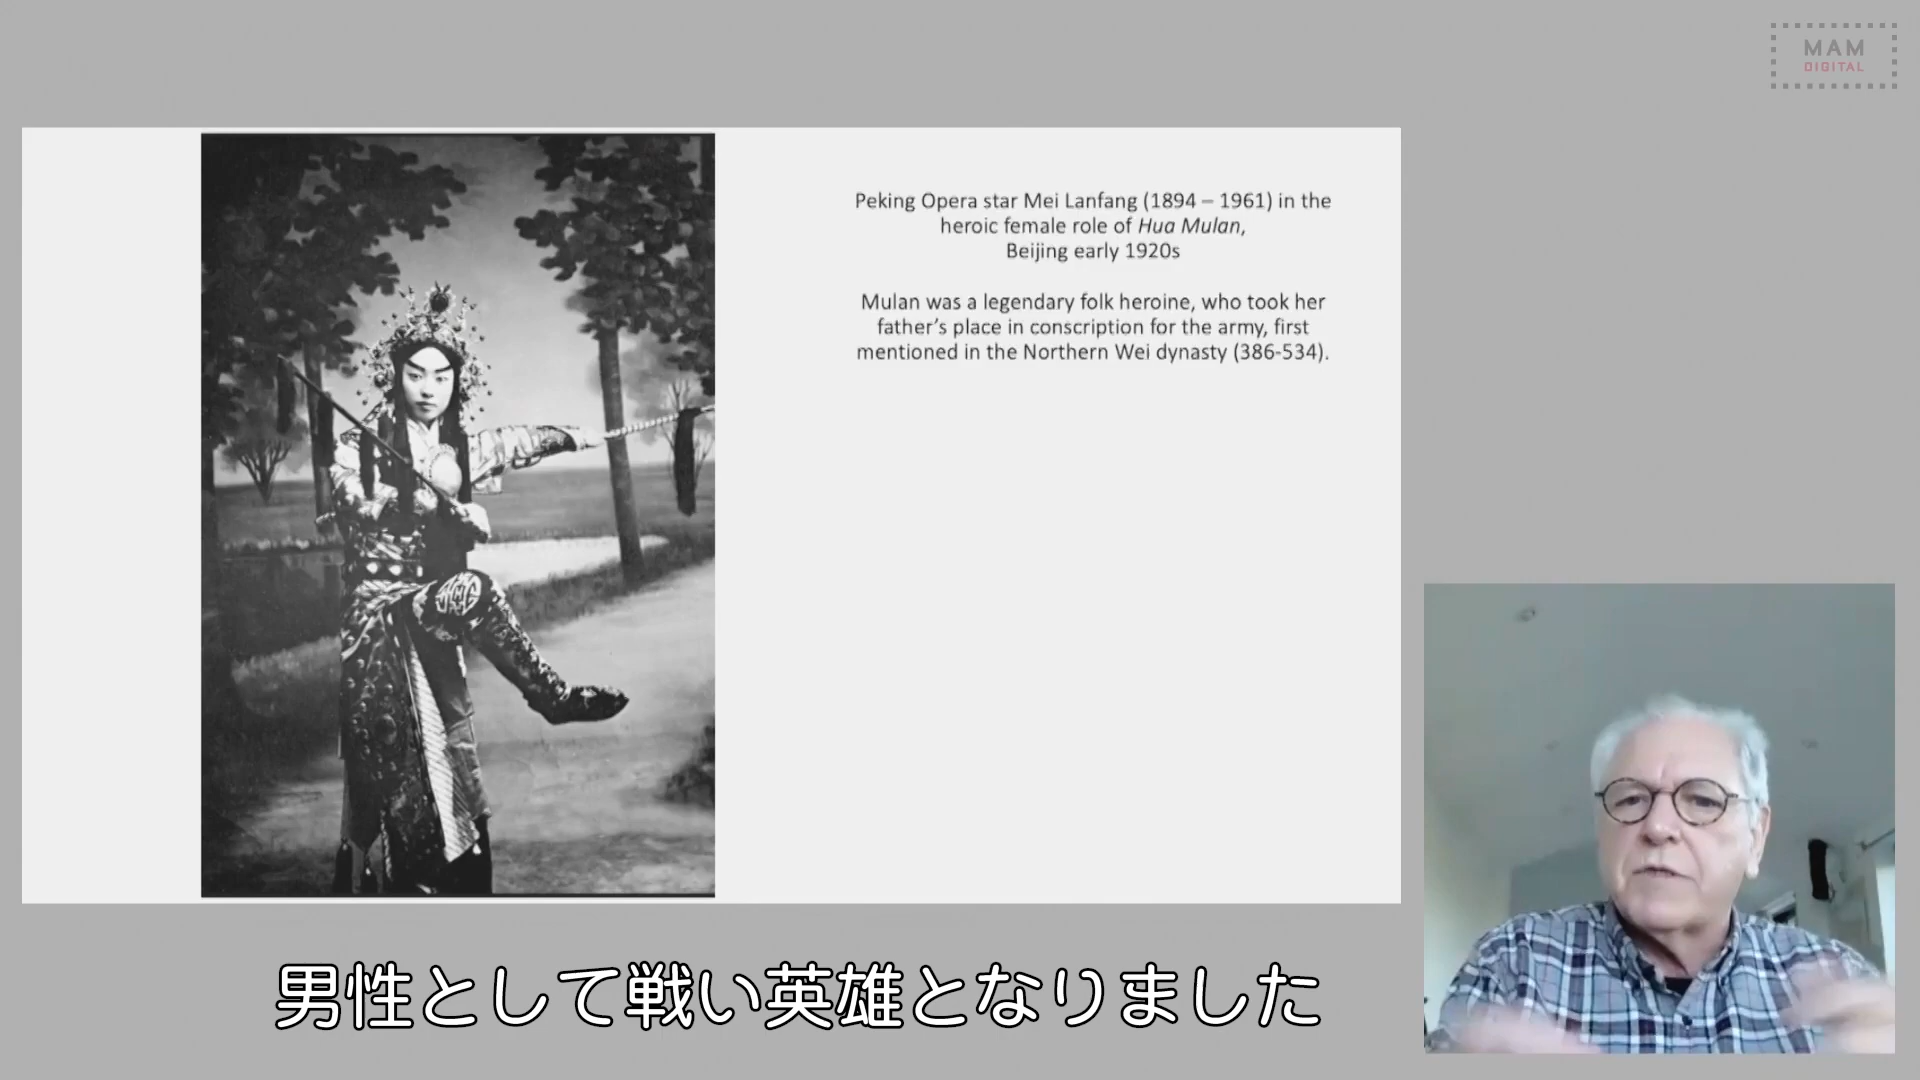 MAM
DIGITAL
Peking Opera star Mei Lanfang (1894 – 1961) in the
heroic female role of Hua Mulan,
Beijing early 1920s
Mulan was a legendary folk heroine, who took her
father’s place in conscription for the army, first
mentioned in the Northern Wei dynasty (386-534).
男性として戦い英雄となりました